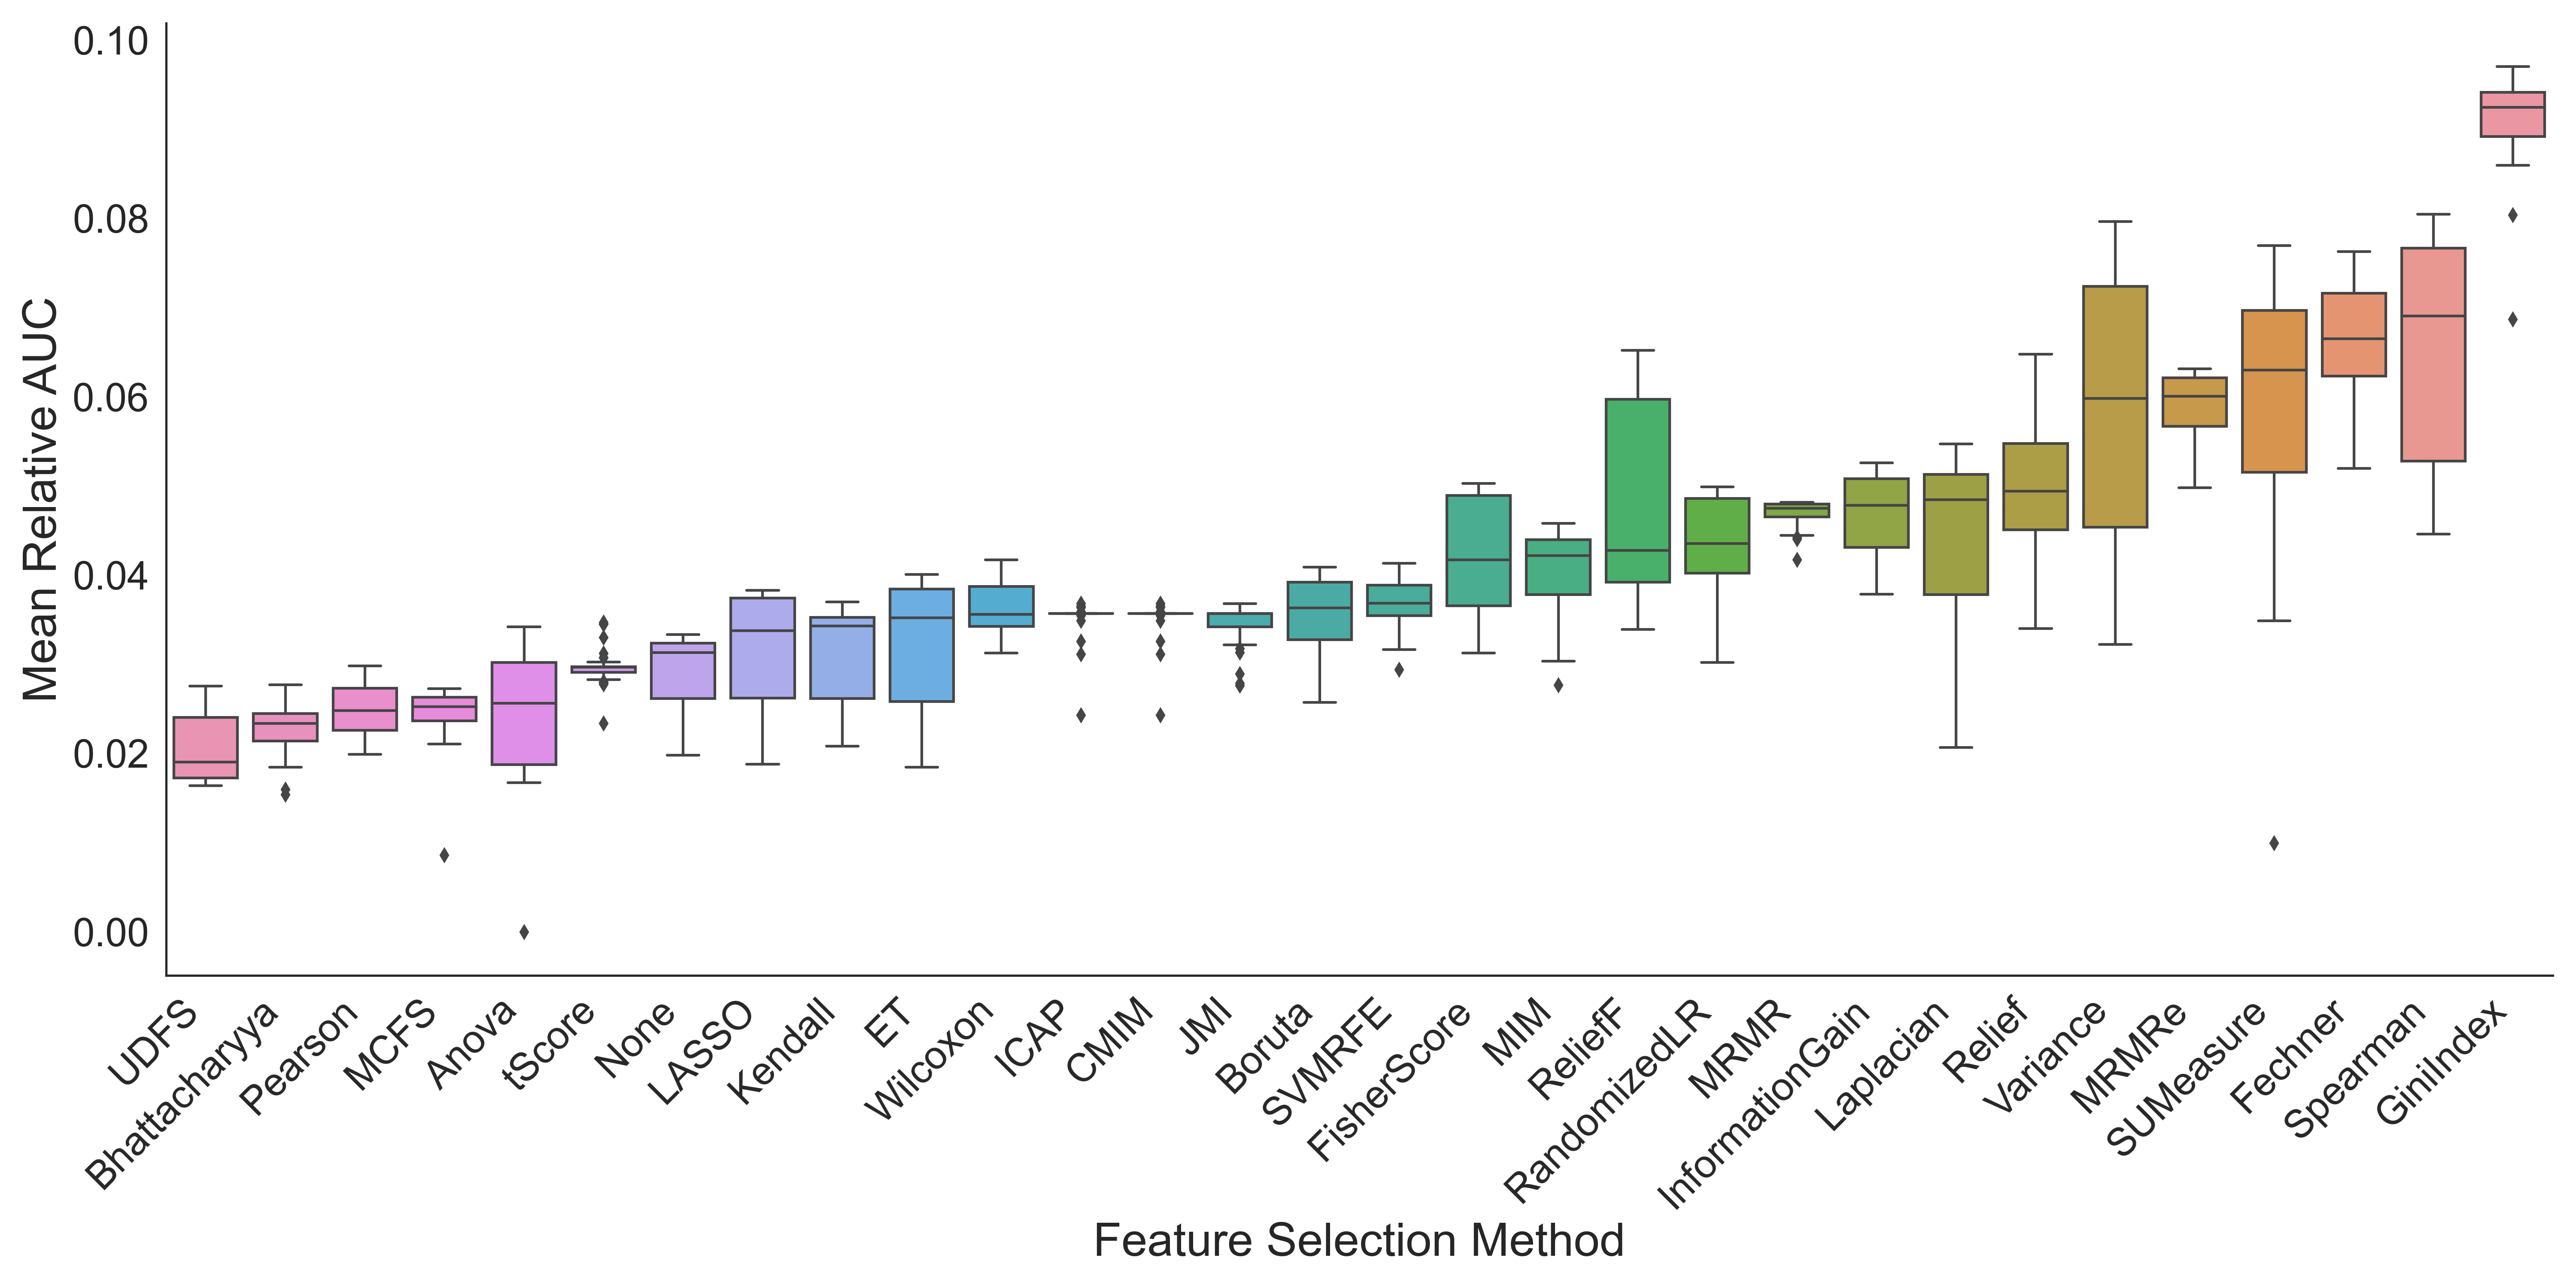 Mean Relative AUC
0.10
0.08
0.06
0.04
0.02
0.00
UDFS
Bhattacharyya
Pearson
MCFS
Anova
tScore
None
LASSO
Kendall
ET
Wilcoxon
ICAP
CMIM
JMI
Boruta
SVMRFE
FisherScore
MIM
ReliefF
RandomizedLR
MRMR
InformationGain
Laplacian
Relief
Variance
MRMRe
SUMeasure
Fechner
Spearman
GiniIndex
Feature Selection Method